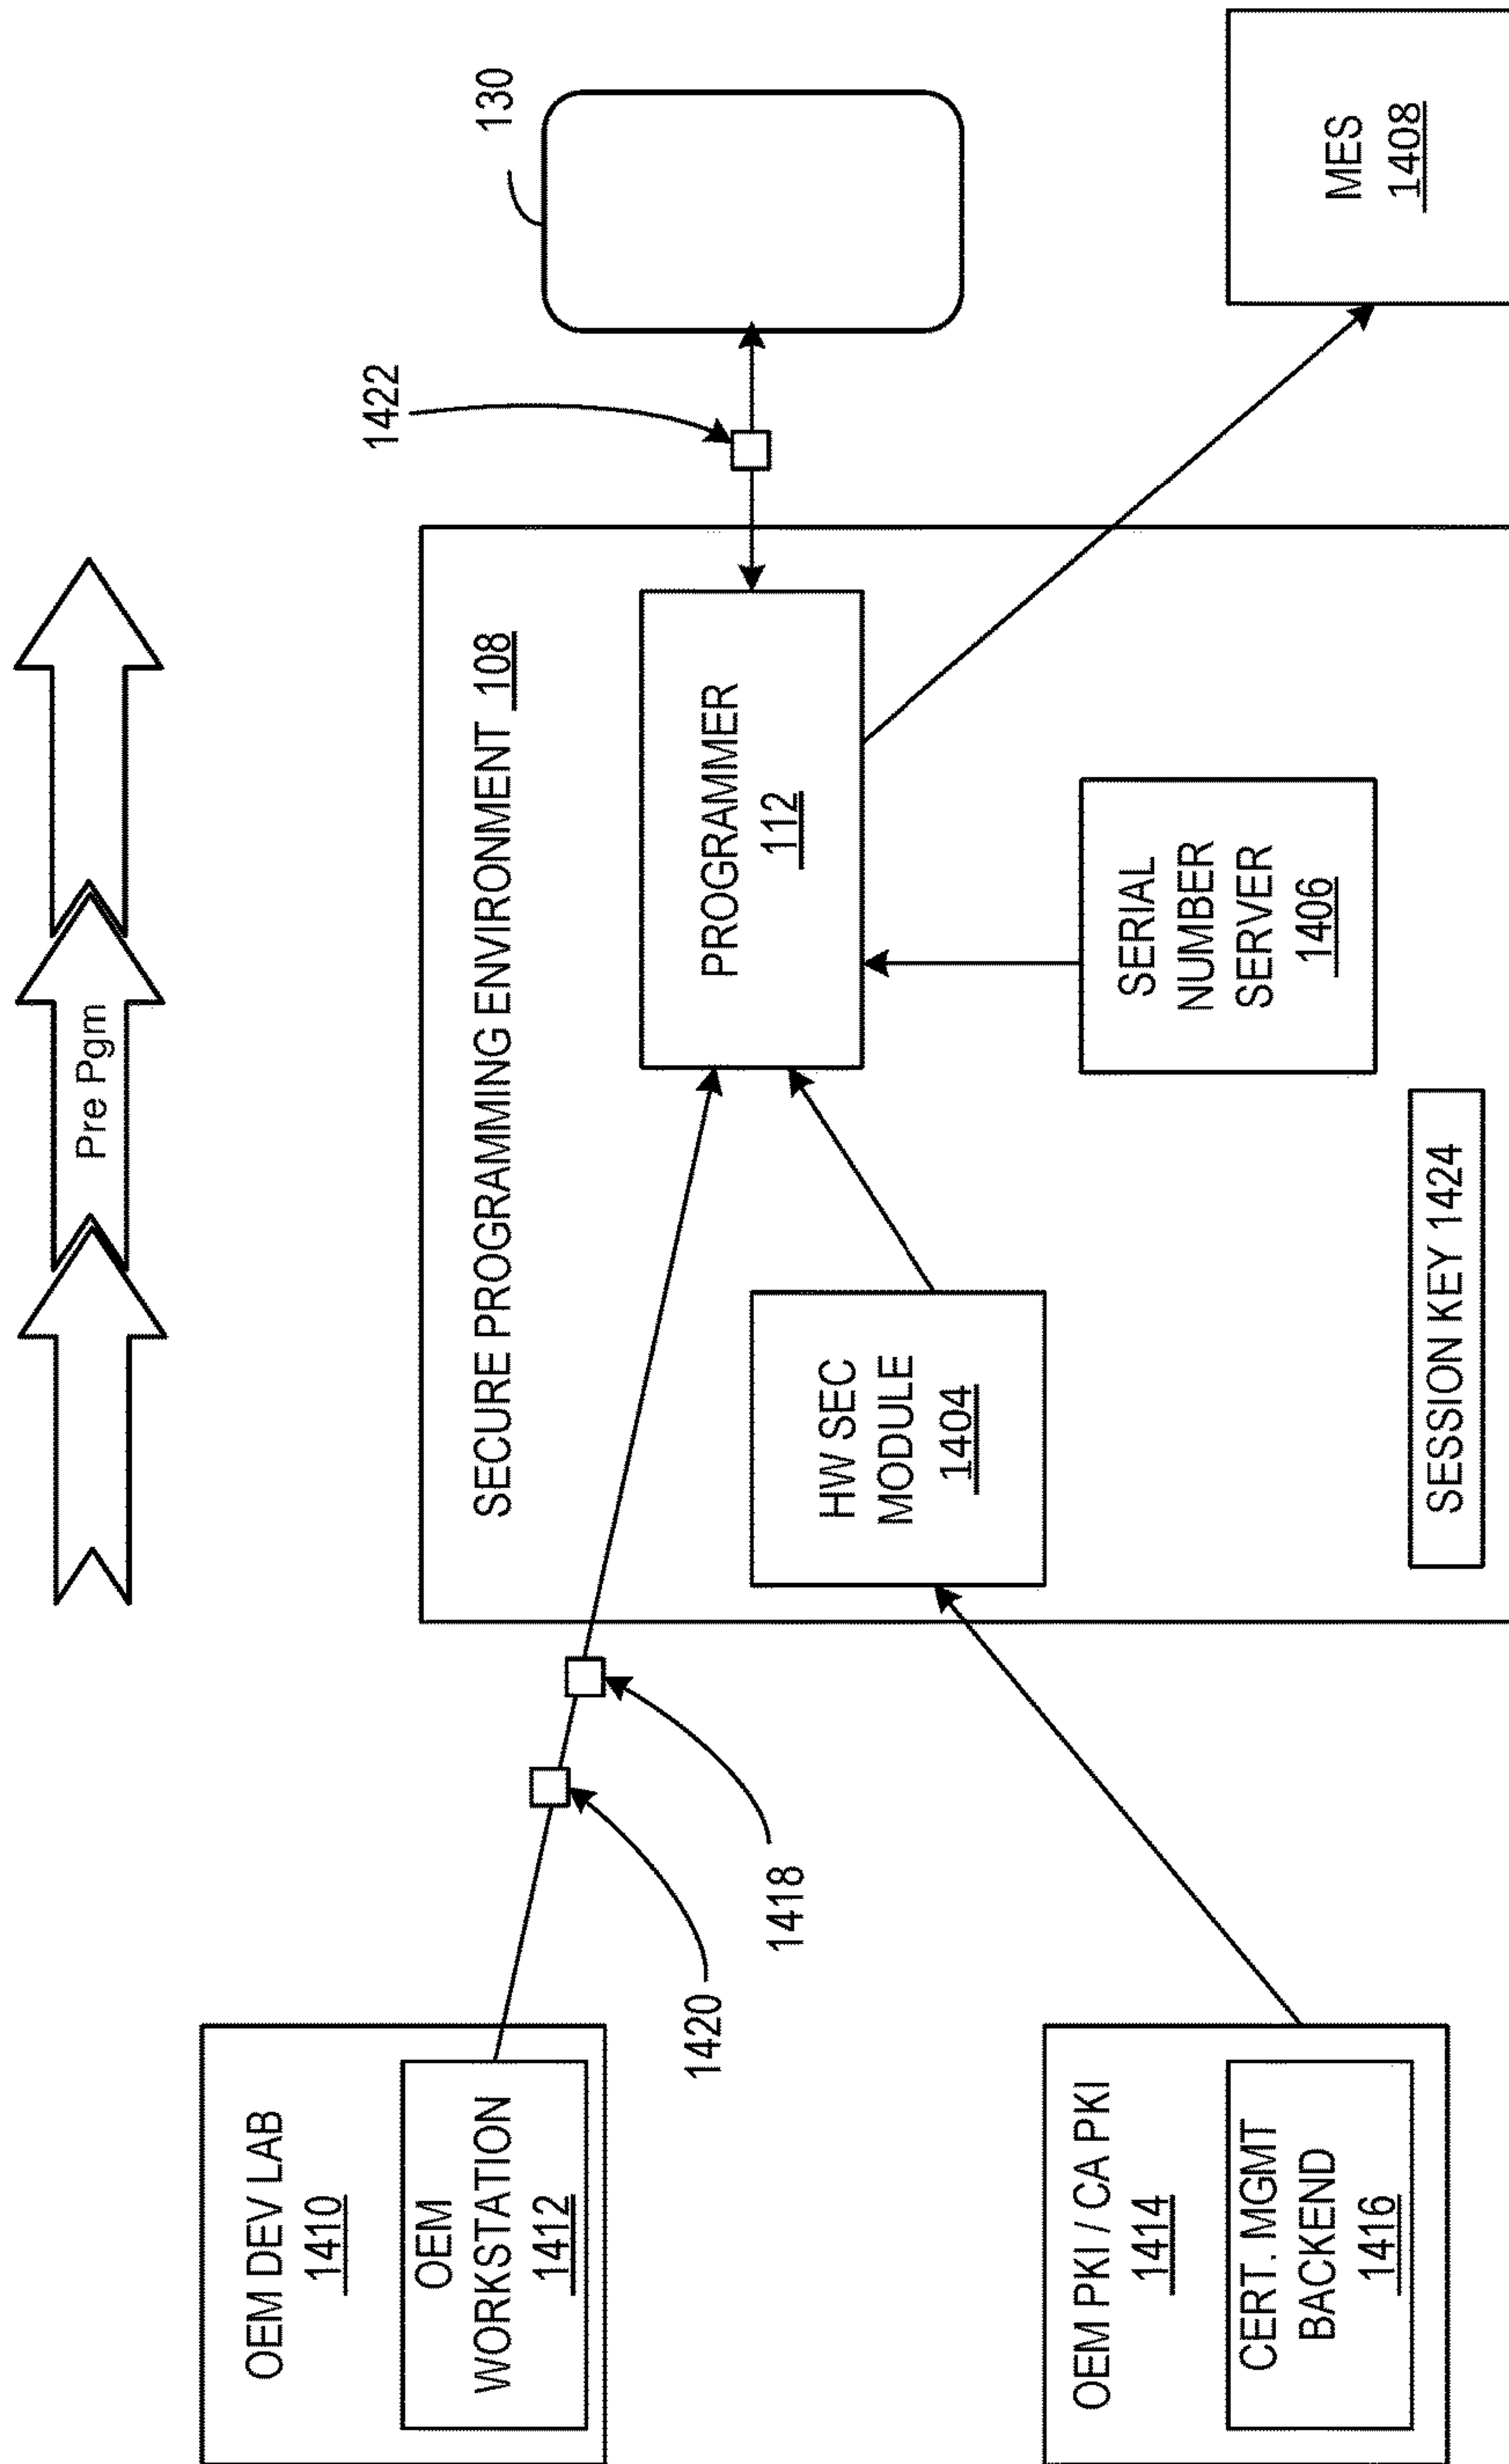 Pre Pgm
OEM DEV LAB
1410
OEM
WORKSTATION
1412
1420
1418
OEM PKI / CA PKI
1414
CERT. MGMT
BACKEND
1416
SECURE PROGRAMMING ENVIRONMENT 108
HW SEC
MODULE
1404
PROGRAMMER
112
SERIAL
NUMBER
SERVER
1406
SESSION KEY 1424
1422
130
MES
1408